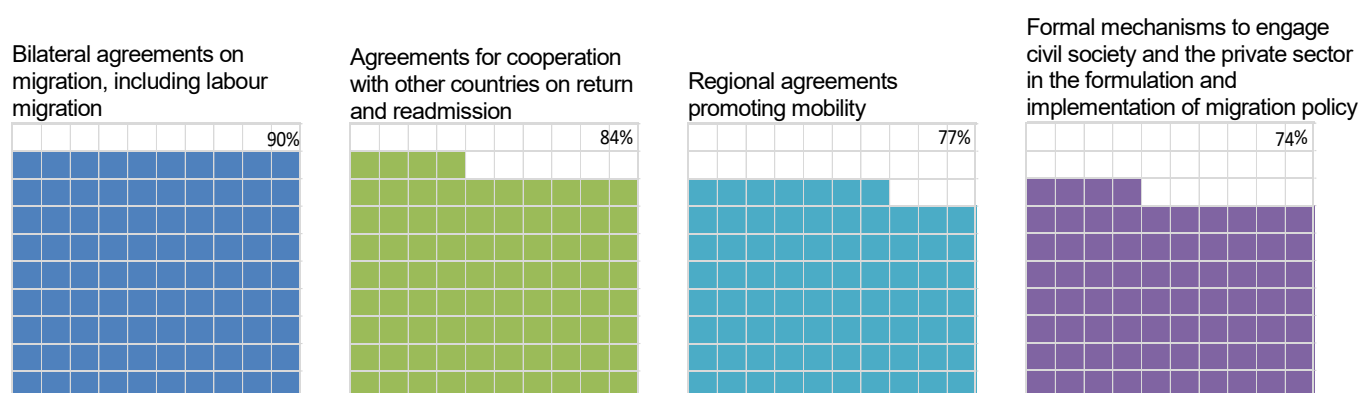 Bilateral agreements on
migration, including labour
migration
90%
Agreements for cooperation
with other countries on return
and readmission
84%
Regional agreements
promoting mobility
77%
Formal mechanisms to engage
civil society and the private sector
in the formulation and
implementation of migration policy
74%